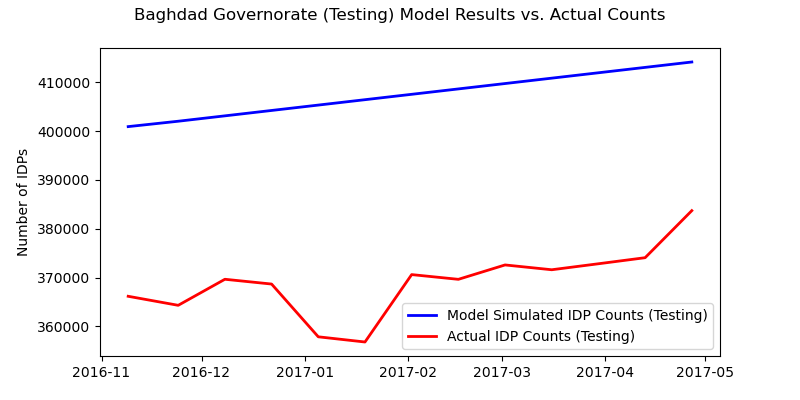 Baghdad Governorate (Testing) Model Results vs. Actual Counts
Number of IDPs
410000
400000
390000
380000
370000
360000
Model Simulated IDP Counts (Testing)
Actual IDP Counts (Testing)
2016-11 2016-12 2017-01 2017-02 2017-03 2017-04 2017-05